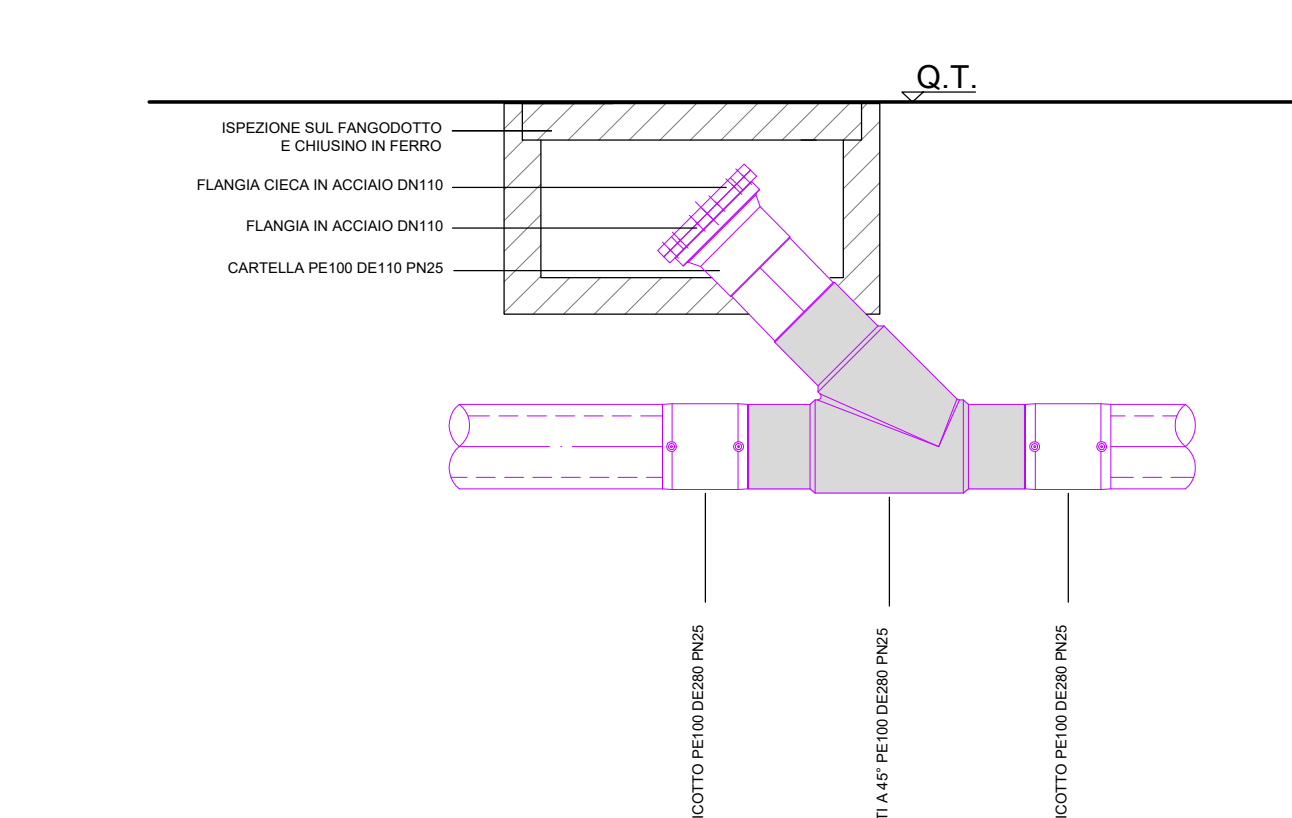 Q.T.
ISPEZIONE SUL FANGODOTTO
E CHIUSINO IN FERRO
FLANGIA CIECA IN ACCIAIO DN110
FLANGIA IN ACCIAIO DN110
CARTELLA PE100 DE110 PN25
ICOTTO PE100 DE280 PN25
TI A 45° PE100 DE280 PN25
ICOTTO PE100 DE280 PN25